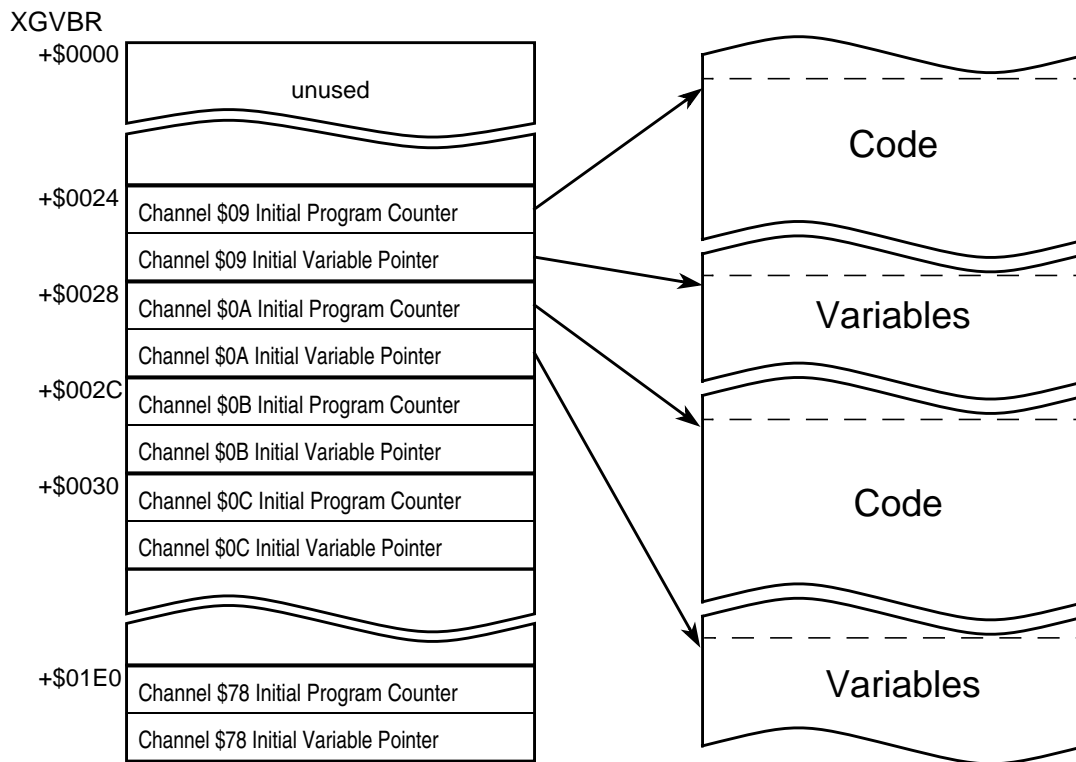 XGVBR
+$0000
unused
+$0024
Channel $09 Initial Program Counter
Channel $09 Initial Variable Pointer
+$0028
Channel $0A Initial Program Counter
Channel $0A Initial Variable Pointer
+$002C
Channel $0B Initial Program Counter
Channel $0B Initial Variable Pointer
+$0030
Channel $0C Initial Program Counter
Channel $0C Initial Variable Pointer
+$01E0
Channel $78 Initial Program Counter
Channel $78 Initial Variable Pointer
Code
Variables
Code
Variables